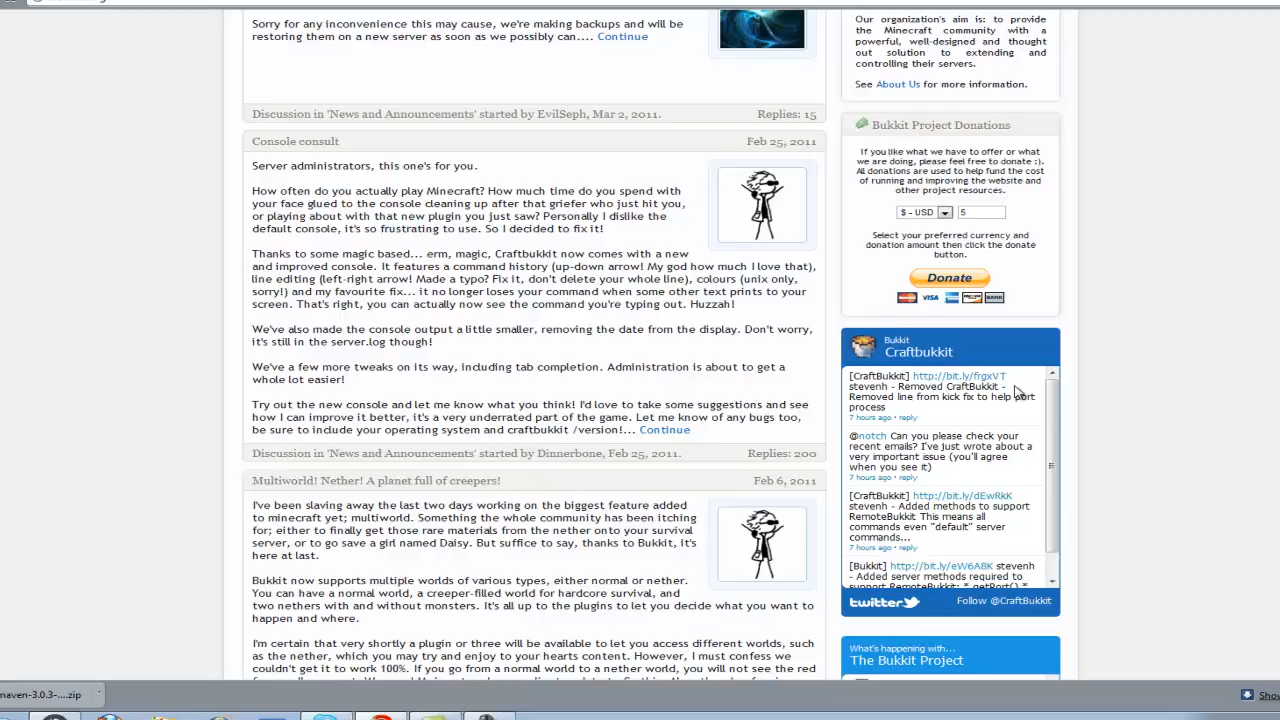 Sorry for any inconvenience this may cause, we're making backups and will be
restoring them on a new server as soon as we possibly can.... Continue
Discussion in 'News and Announcements' started by EvilSeph, Mar 2, 2011.
Replies: 15
Console consult
Feb 25, 2011
Server administrators, this one's for you.
How often do you actually play Minecraft? How much time do you spend with
your face glued to the console cleaning up after that griefer who just hit you,
or playing about with that new plugin you just saw? Personally I dislike the
default console, it's so frustrating to use. So I decided to fix it!
Thanks to some magic based... erm, magic, Craftbukkit now comes with a new
and improved console. It features a command history (up-down arrow! My god how much I love that),
line editing (left-right arrow! Made a typo? Fix it, don't delete your whole line), colours (unix only,
sorry!) and my favourite fix... it no longer loses your command when some other text prints to your
screen. That's right, you can actually now see the command you're typing out. Huzzah!
We've also made the console output a little smaller, removing the date from the display. Don't worry,
it's still in the server.log though!
We've a few more tweaks on its way, including tab completion. Administration is about to get a
whole lot easier!
Try out the new console and let me know what you think! I'd love to take some suggestions and see
how I can improve it better, it's a very underrated part of the game. Let me know of any bugs too,
be sure to include your operating system and craftbukkit /version!... Continue
Discussion in 'News and Announcements' started by Dinnerbone, Feb 25, 2011.
Replies: 200
Multiworld! Nether! A planet full of creepers!
Feb 6, 2011
I've been slaving away the last two days working on the biggest feature added
to minecraft yet; multiworld. Something the whole community has been itching
for; either to finally get those rare materials from the nether onto your survival
server, or to go save a girl named Daisy. But suffice to say, thanks to Bukkit, it's
here at last.
Bukkit now supports multiple worlds of various types, either normal or nether.
You can have a normal world, a creeper-filled world for hardcore survival, and
two nethers with and without monsters. It's all up to the plugins to let you decide what you want to
happen and where.
I'm certain that very shortly a plugin or three will be available to let you access different worlds, such
as the nether, which you may try and enjoy to your hearts content. However, I must confess we
couldn't get it to work 100%. If you go from a normal world to a nether world, you will not see the red
Our organization's aim is: to provide
the Minecraft community with a
powerful, well-designed and thought
out solution to extending and
controlling their servers.
See About Us for more information.
Bukkit Project Donations
If you like what we have to offer or what
we are doing, please feel free to donate :).
All donations are used to help fund the cost
of running and improving the website and
other project resources.
$ - USD
5
Select your preferred currency and
donation amount then click the donate
button.
Donate
VISA
BANK
Bukkit
Craftbukkit
[CraftBukkit] http://bit.ly/frgxVT
stevenh - Removed CraftBukkit -
Removed line from kick fix to help port
process
7 hours ago • reply
@notch Can you please check your
recent emails? I've just wrote about a
very important issue (you'll agree
when you see it)
7 hours ago • reply
[CraftBukkit] http://bit.ly/dEwRkK
stevenh - Added methods to support
RemoteBukkit This means all
commands even "default" server
commands...
7 hours ago • reply
[Bukkit] http://bit.ly/eW6A8K stevenh
- Added server methods required to
support RemoteBukkit: * getPort() *
twitter
Follow @CraftBukkit
What's happening with...
The Bukkit Project
maven-3.0.3-....zip
Show